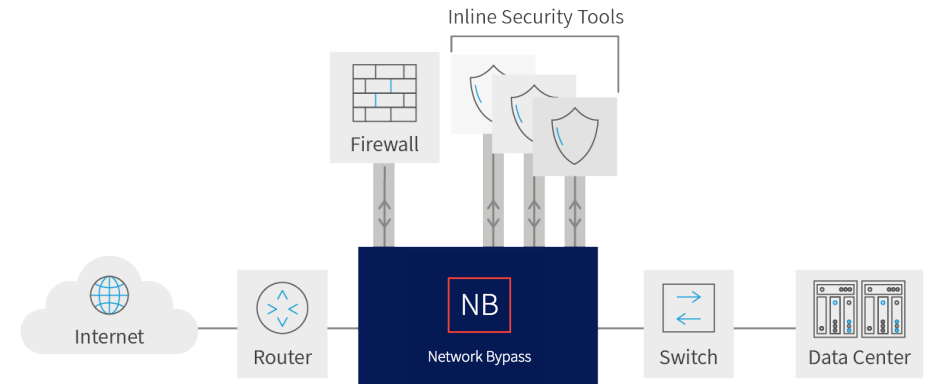 Inline Security Tools
Firewall
NB
Network Bypass
Internet
Router
Switch
Data Center